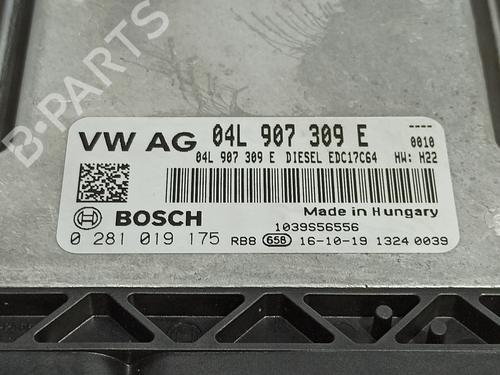 B-PARTS
VW AG 04L 907 309 E ----
0010
04L 907 309 E DIESEL EDC17C64 HW: H22
Made in Hungary
BOSCH 1039S56556
0 281 019 175 RB8 658 16-10-19 1324 0039